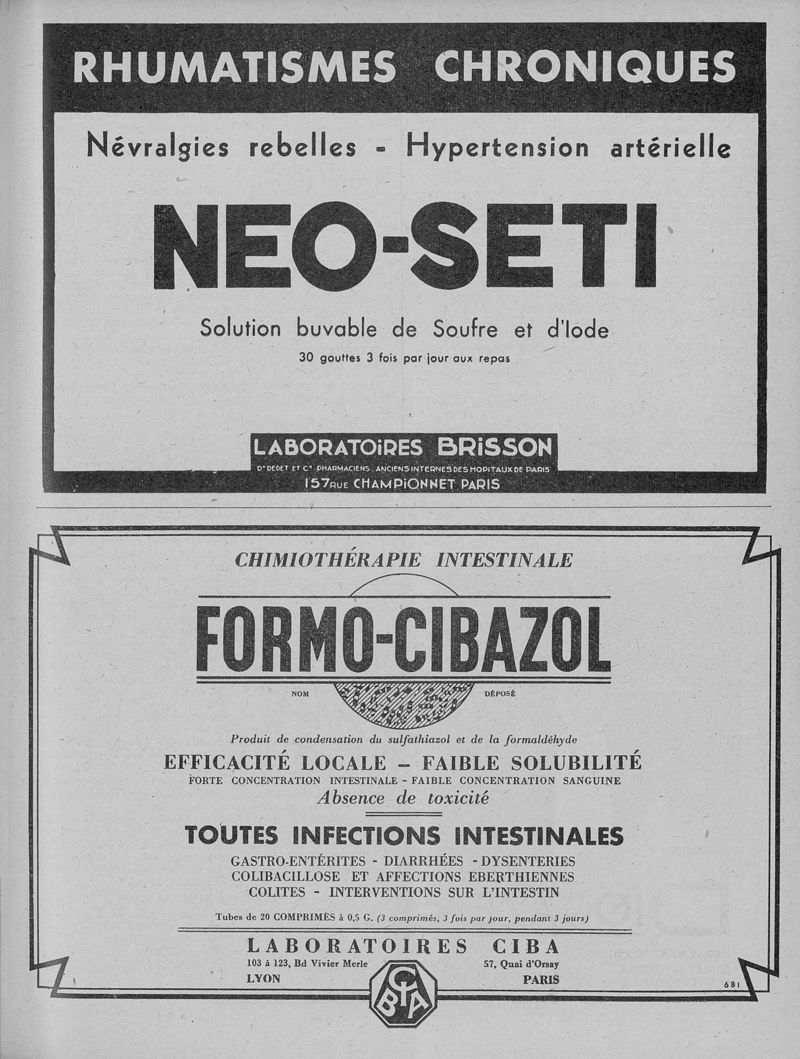 RHUMATISMES CHRONIQUES
Névralgies rebelles - Hypertension artérielle
NEO-SETI
Solution buvable de Soufre et d'Iode
30 gouttes 3 fois par jour aux repas
LABORATOIRES BRISSON
Drs DEDET ET Cie PHARMACIENS, ANCIENS INTERNES DES HOPITAUX DE PARIS
157 RUE CHAMPIONNET PARIS
CHIMIOTHÉRAPIE INTESTINALE
FORMO-CIBAZOL
NOM DÉPOSÉ
Produit de condensation du sulfathiazol et de la formaldéhyde
EFFICACITÉ LOCALE – FAIBLE SOLUBILITÉ
FORTE CONCENTRATION INTESTINALE - FAIBLE CONCENTRATION SANGUINE
Absence de toxicité
TOUTES INFECTIONS INTESTINALES
GASTRO-ENTÉRITES - DIARRHÉES - DYSENTERIES
COLIBACILLOSE ET AFFECTIONS EBERTHIENNES
COLITES - INTERVENTIONS SUR L'INTESTIN
Tubes de 20 COMPRIMÉS à 0,5 G. (3 comprimés, 3 fois par jour, pendant 3 jours)
LABORATOIRES CIBA
103 à 123, Bd Vivier Merle 57, Quai d'Orsay
LYON PARIS
CIBA
681